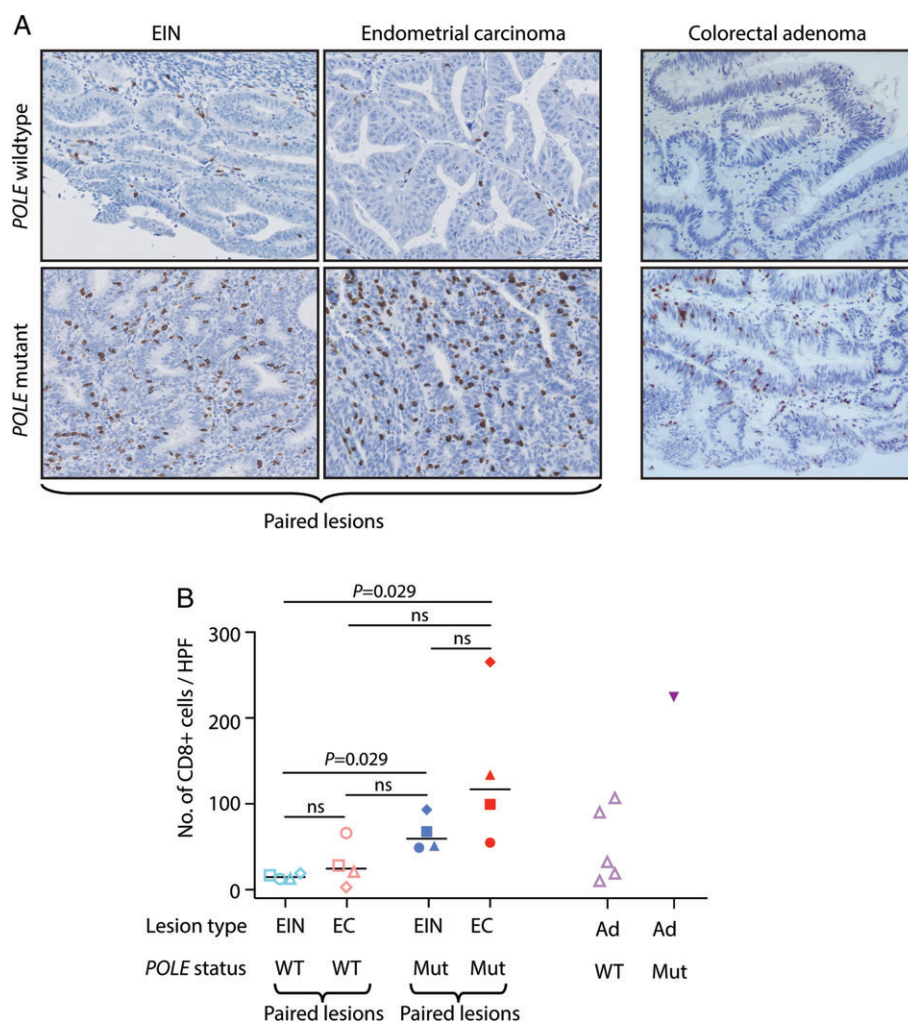 A
EIN
Endometrial carcinoma
Colorectal adenoma
POLE wildtype
POLE mutant
Paired lesions
B
P=0.029
ns
ns
300
200
100
0
No. of CD8+ cells / HPF
P=0.029
ns
ns
Lesion type EIN EC EIN EC Ad Ad
POLE status WT WT Mut Mut WT Mut
Paired lesions Paired lesions